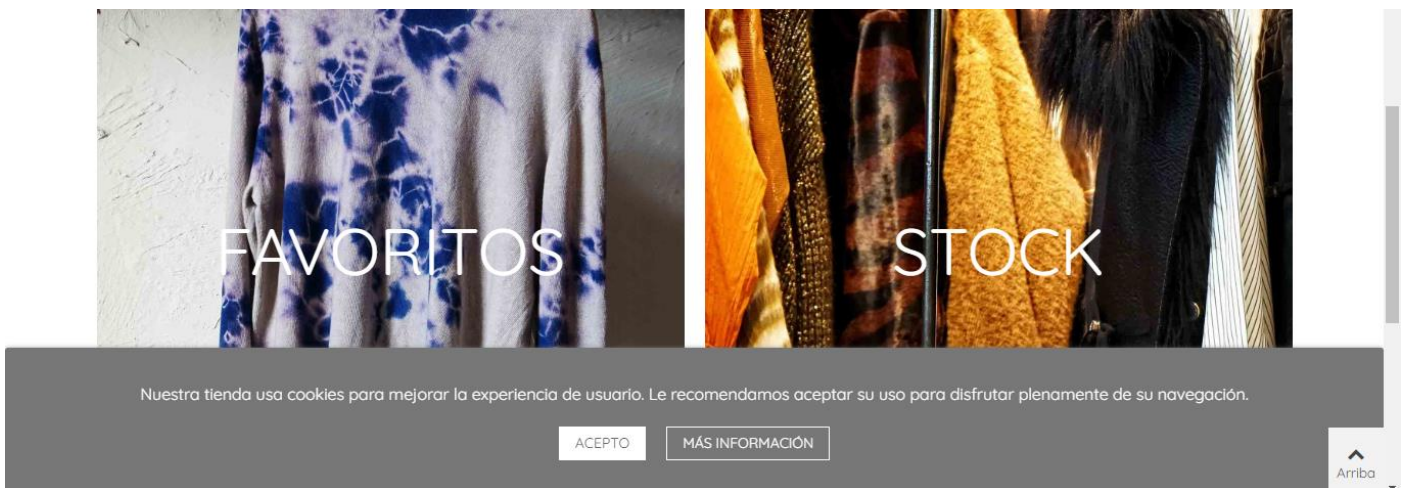 FAVORITOS
STOCK
Nuestra tienda usa cookies para mejorar la experiencia de usuario. Le recomendamos aceptar su uso para disfrutar plenamente de su navegación.
ACEPTO
MÁS INFORMACIÓN
Arriba